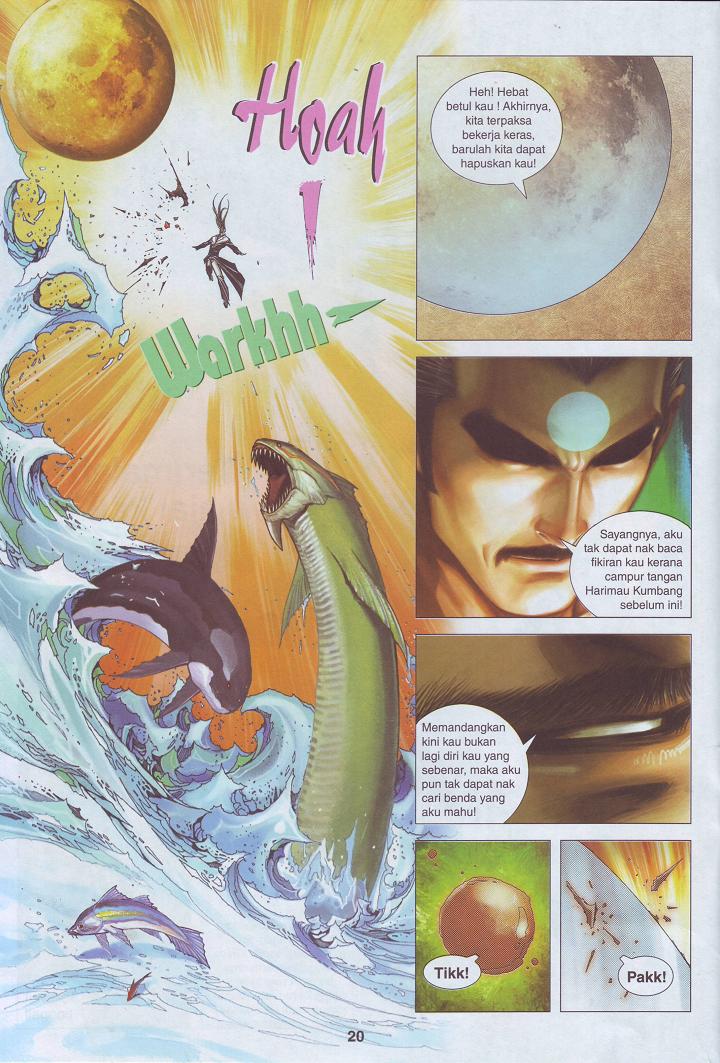 Hoah
!
Warkhh
Heh! Hebat
betul kau ! Akhirnya,
kita terpaksa
bekerja keras,
barulah kita dapat
hapuskan kau!
Sayangnya, aku
tak dapat nak baca
fikiran kau kerana
campur tangan
Harimau Kumbang
sebelum ini!
Memandangkan
kini kau bukan
lagi diri kau yang
sebenar, maka aku
pun tak dapat nak
cari benda yang
aku mahu!
Tikk!
Pakk!
20